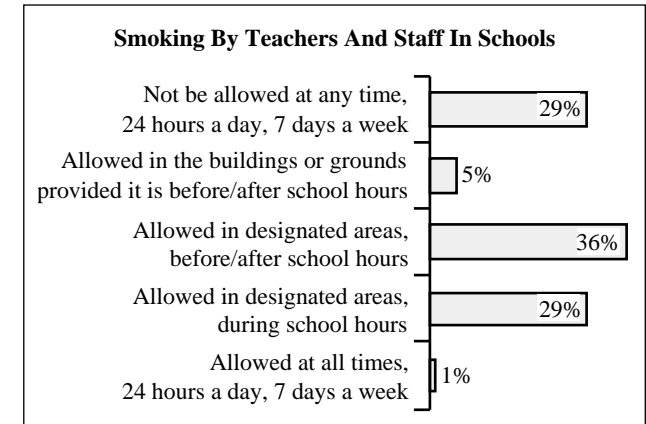 Smoking By Teachers And Staff In Schools
Not be allowed at any time,
24 hours a day, 7 days a week
29%
Allowed in the buildings or grounds
provided it is before/after school hours
5%
Allowed in designated areas,
before/after school hours
36%
Allowed in designated areas,
during school hours
29%
Allowed at all times,
24 hours a day, 7 days a week
1%